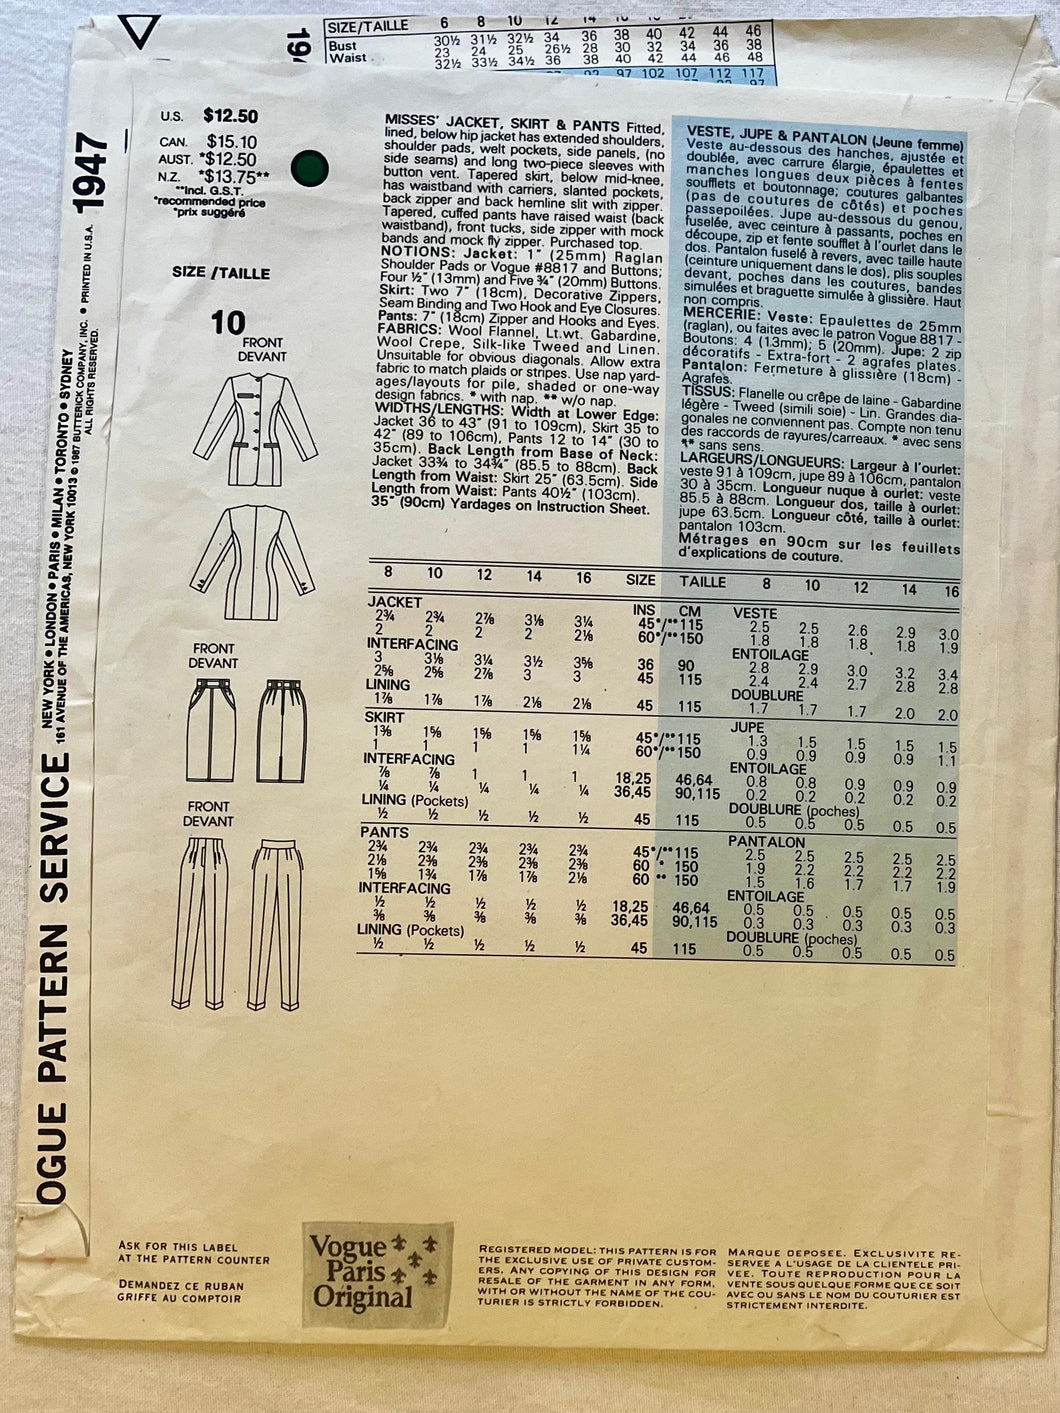 SIZE/TAILLE 6 8 10 12 14 16 18 20
Bust 30½ 31½ 32½ 34 36 38 40 42 44 46
Waist 23 24 25 26½ 28 30 32 34 36 38
32½ 33½ 34½ 36 38 40 42 44 46 48
97 102 107 112 117
97
1947
U.S. $12.50
CAN. $15.10
AUST. *$12.50
N.Z. *$13.75**
**Incl. G.S.T.
*recommended price
*prix suggéré
SIZE /TAILLE
10
FRONT
DEVANT
FRONT
DEVANT
FRONT
DEVANT
MISSES' JACKET, SKIRT & PANTS Fitted,
lined, below hip jacket has extended shoulders,
shoulder pads, welt pockets, side panels, (no
side seams) and long two-piece sleeves with
button vent. Tapered skirt, below mid-knee,
has waistband with carriers, slanted pockets,
back zipper and back hemline slit with zipper.
Tapered, cuffed pants have raised waist (back
waistband), front tucks, side zipper with mock
bands and mock fly zipper. Purchased top.
NOTIONS: Jacket: 1" (25mm) Raglan
Shoulder Pads or Vogue #8817 and Buttons;
Four ½" (13mm) and Five ¾" (20mm) Buttons.
Skirt: Two 7" (18cm), Decorative Zippers,
Seam Binding and Two Hook and Eye Closures.
Pants: 7" (18cm) Zipper and Hooks and Eyes.
FABRICS: Wool Flannel, Lt.wt. Gabardine,
Wool Crepe, Silk-like Tweed and Linen.
Unsuitable for obvious diagonals. Allow extra
fabric to match plaids or stripes. Use nap yard-
ages/layouts for pile, shaded or one-way
design fabrics. * with nap. ** w/o nap.
WIDTHS/LENGTHS: Width at Lower Edge:
Jacket 36 to 43" (91 to 109cm), Skirt 35 to
42" (89 to 106cm), Pants 12 to 14" (30 to
35cm). Back Length from Base of Neck:
Jacket 33¾ to 34¾" (85.5 to 88cm). Back
Length from Waist: Skirt 25" (63.5cm). Side
Length from Waist: Pants 40½" (103cm).
35" (90cm) Yardages on Instruction Sheet.
VESTE, JUPE & PANTALON (Jeune femme)
Veste au-dessous des hanches, ajustée et
doublée, avec carrure élargie, épaulettes et
manches longues deux pièces à fentes
soufflets et boutonnage; coutures galbantes
(pas de coutures de côtés) et poches
passepoilées. Jupe au-dessous du genou,
fuselée, avec ceinture à passants, poches en
découpe, zip et fente soufflet à l'ourlet dans le
dos. Pantalon fuselé à revers, avec taille haute
(ceinture uniquement dans le dos), plis souples
devant, poches dans les coutures, bandes
simulées et braguette simulée à glissière. Haut
non compris.
MERCERIE: Veste: Epaulettes de 25mm
(raglan), ou faites avec le patron Vogue 8817 -
Boutons: 4 (13mm); 5 (20mm). Jupe: 2 zip
décoratifs - Extra-fort - 2 agrafes plates.
Pantalon: Fermeture à glissière (18cm) -
Agrafes.
TISSUS: Flanelle ou crêpe de laine - Gabardine
légère - Tweed (simili soie) - Lin. Grandes dia-
gonales ne conviennent pas. Compte non tenu
des raccords de rayures/carreaux. * avec sens
** sans sens.
LARGEURS/LONGUEURS: Largeur à l'ourlet:
veste 91 à 109cm, jupe 89 à 106cm, pantalon
30 à 35cm. Longueur nuque à ourlet: veste
85.5 à 88cm. Longueur dos, taille à ourlet:
jupe 63.5cm. Longueur côté, taille à ourlet:
pantalon 103cm.
Métrages en 90cm sur les feuillets
d'explications de couture.
8 10 12 14 16 SIZE TAILLE 8 10 12 14 16
JACKET INS CM VESTE
2¾ 2¾ 2⅞ 3⅛ 3¼ 45*/** 115 2.5 2.5 2.6 2.9 3.0
2 2 2 2 2⅛ 60*/** 150 1.8 1.8 1.8 1.8 1.9
INTERFACING ENTOILAGE
3 3⅛ 3¼ 3½ 3⅝ 36 90 2.8 2.9 3.0 3.2 3.4
2⅝ 2⅝ 2⅞ 3 3 45 115 2.4 2.4 2.7 2.8 2.8
LINING DOUBLURE
1⅞ 1⅞ 1⅞ 2⅛ 2⅛ 45 115 1.7 1.7 1.7 2.0 2.0
SKIRT JUPE
1⅜ 1⅝ 1⅝ 1⅝ 1⅝ 45*/** 115 1.3 1.5 1.5 1.5 1.5
1 1 1 1 1¼ 60*/** 150 0.9 0.9 0.9 0.9 1.1
INTERFACING ENTOILAGE
⅞ ⅞ 1 1 1 18,25 46,64 0.8 0.8 0.9 0.9 0.9
¼ ¼ ¼ ¼ ¼ 36,45 90,115 0.2 0.2 0.2 0.2 0.2
LINING (Pockets) DOUBLURE (poches)
½ ½ ½ ½ ½ 45 115 0.5 0.5 0.5 0.5 0.5
PANTS PANTALON
2¾ 2¾ 2¾ 2¾ 2¾ 45*/** 115 2.5 2.5 2.5 2.5 2.5
2⅛ 2⅜ 2⅜ 2⅜ 2⅜ 60 * 150 1.9 2.2 2.2 2.2 2.2
1⅝ 1¾ 1⅞ 1⅞ 2⅛ 60 ** 150 1.5 1.6 1.7 1.7 1.9
INTERFACING ENTOILAGE
½ ½ ½ ½ ½ 18,25 46,64 0.5 0.5 0.5 0.5 0.5
⅜ ⅜ ⅜ ⅜ ⅜ 36,45 90,115 0.3 0.3 0.3 0.3 0.3
LINING (Pockets) DOUBLURE (poches)
½ ½ ½ ½ ½ 45 115 0.5 0.5 0.5 0.5 0.5
OGUE PATTERN SERVICE
NEW YORK • LONDON • PARIS • MILAN • TORONTO • SYDNEY
161 AVENUE OF THE AMERICAS, NEW YORK 10013 © 1987 BUTTERICK COMPANY, INC. • PRINTED IN U.S.A.
ALL RIGHTS RESERVED.
ASK FOR THIS LABEL
AT THE PATTERN COUNTER
DEMANDEZ CE RUBAN
GRIFFE AU COMPTOIR
Vogue
Paris
Original
REGISTERED MODEL: THIS PATTERN IS FOR
THE EXCLUSIVE USE OF PRIVATE CUSTOM-
ERS. ANY COPYING OF THIS DESIGN FOR
RESALE OF THE GARMENT IN ANY FORM,
WITH OR WITHOUT THE NAME OF THE COU-
TURIER IS STRICTLY FORBIDDEN.
MARQUE DEPOSEE. EXCLUSIVITE RE-
SERVEE A L'USAGE DE LA CLIENTELE PRI-
VEE. TOUTE REPRODUCTION POUR LA
VENTE SOUS QUELQUE FORME QUE CE SOIT
AVEC OU SANS LE NOM DU COUTURIER EST
STRICTEMENT INTERDITE.